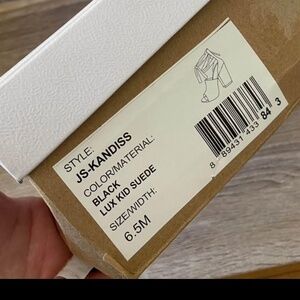 STYLE:
JS-KANDISS
COLOR/MATERIAL:
BLACK
LUX KID SUEDE
SIZE/WIDTH:
6.5M
8 89431 433 84 3